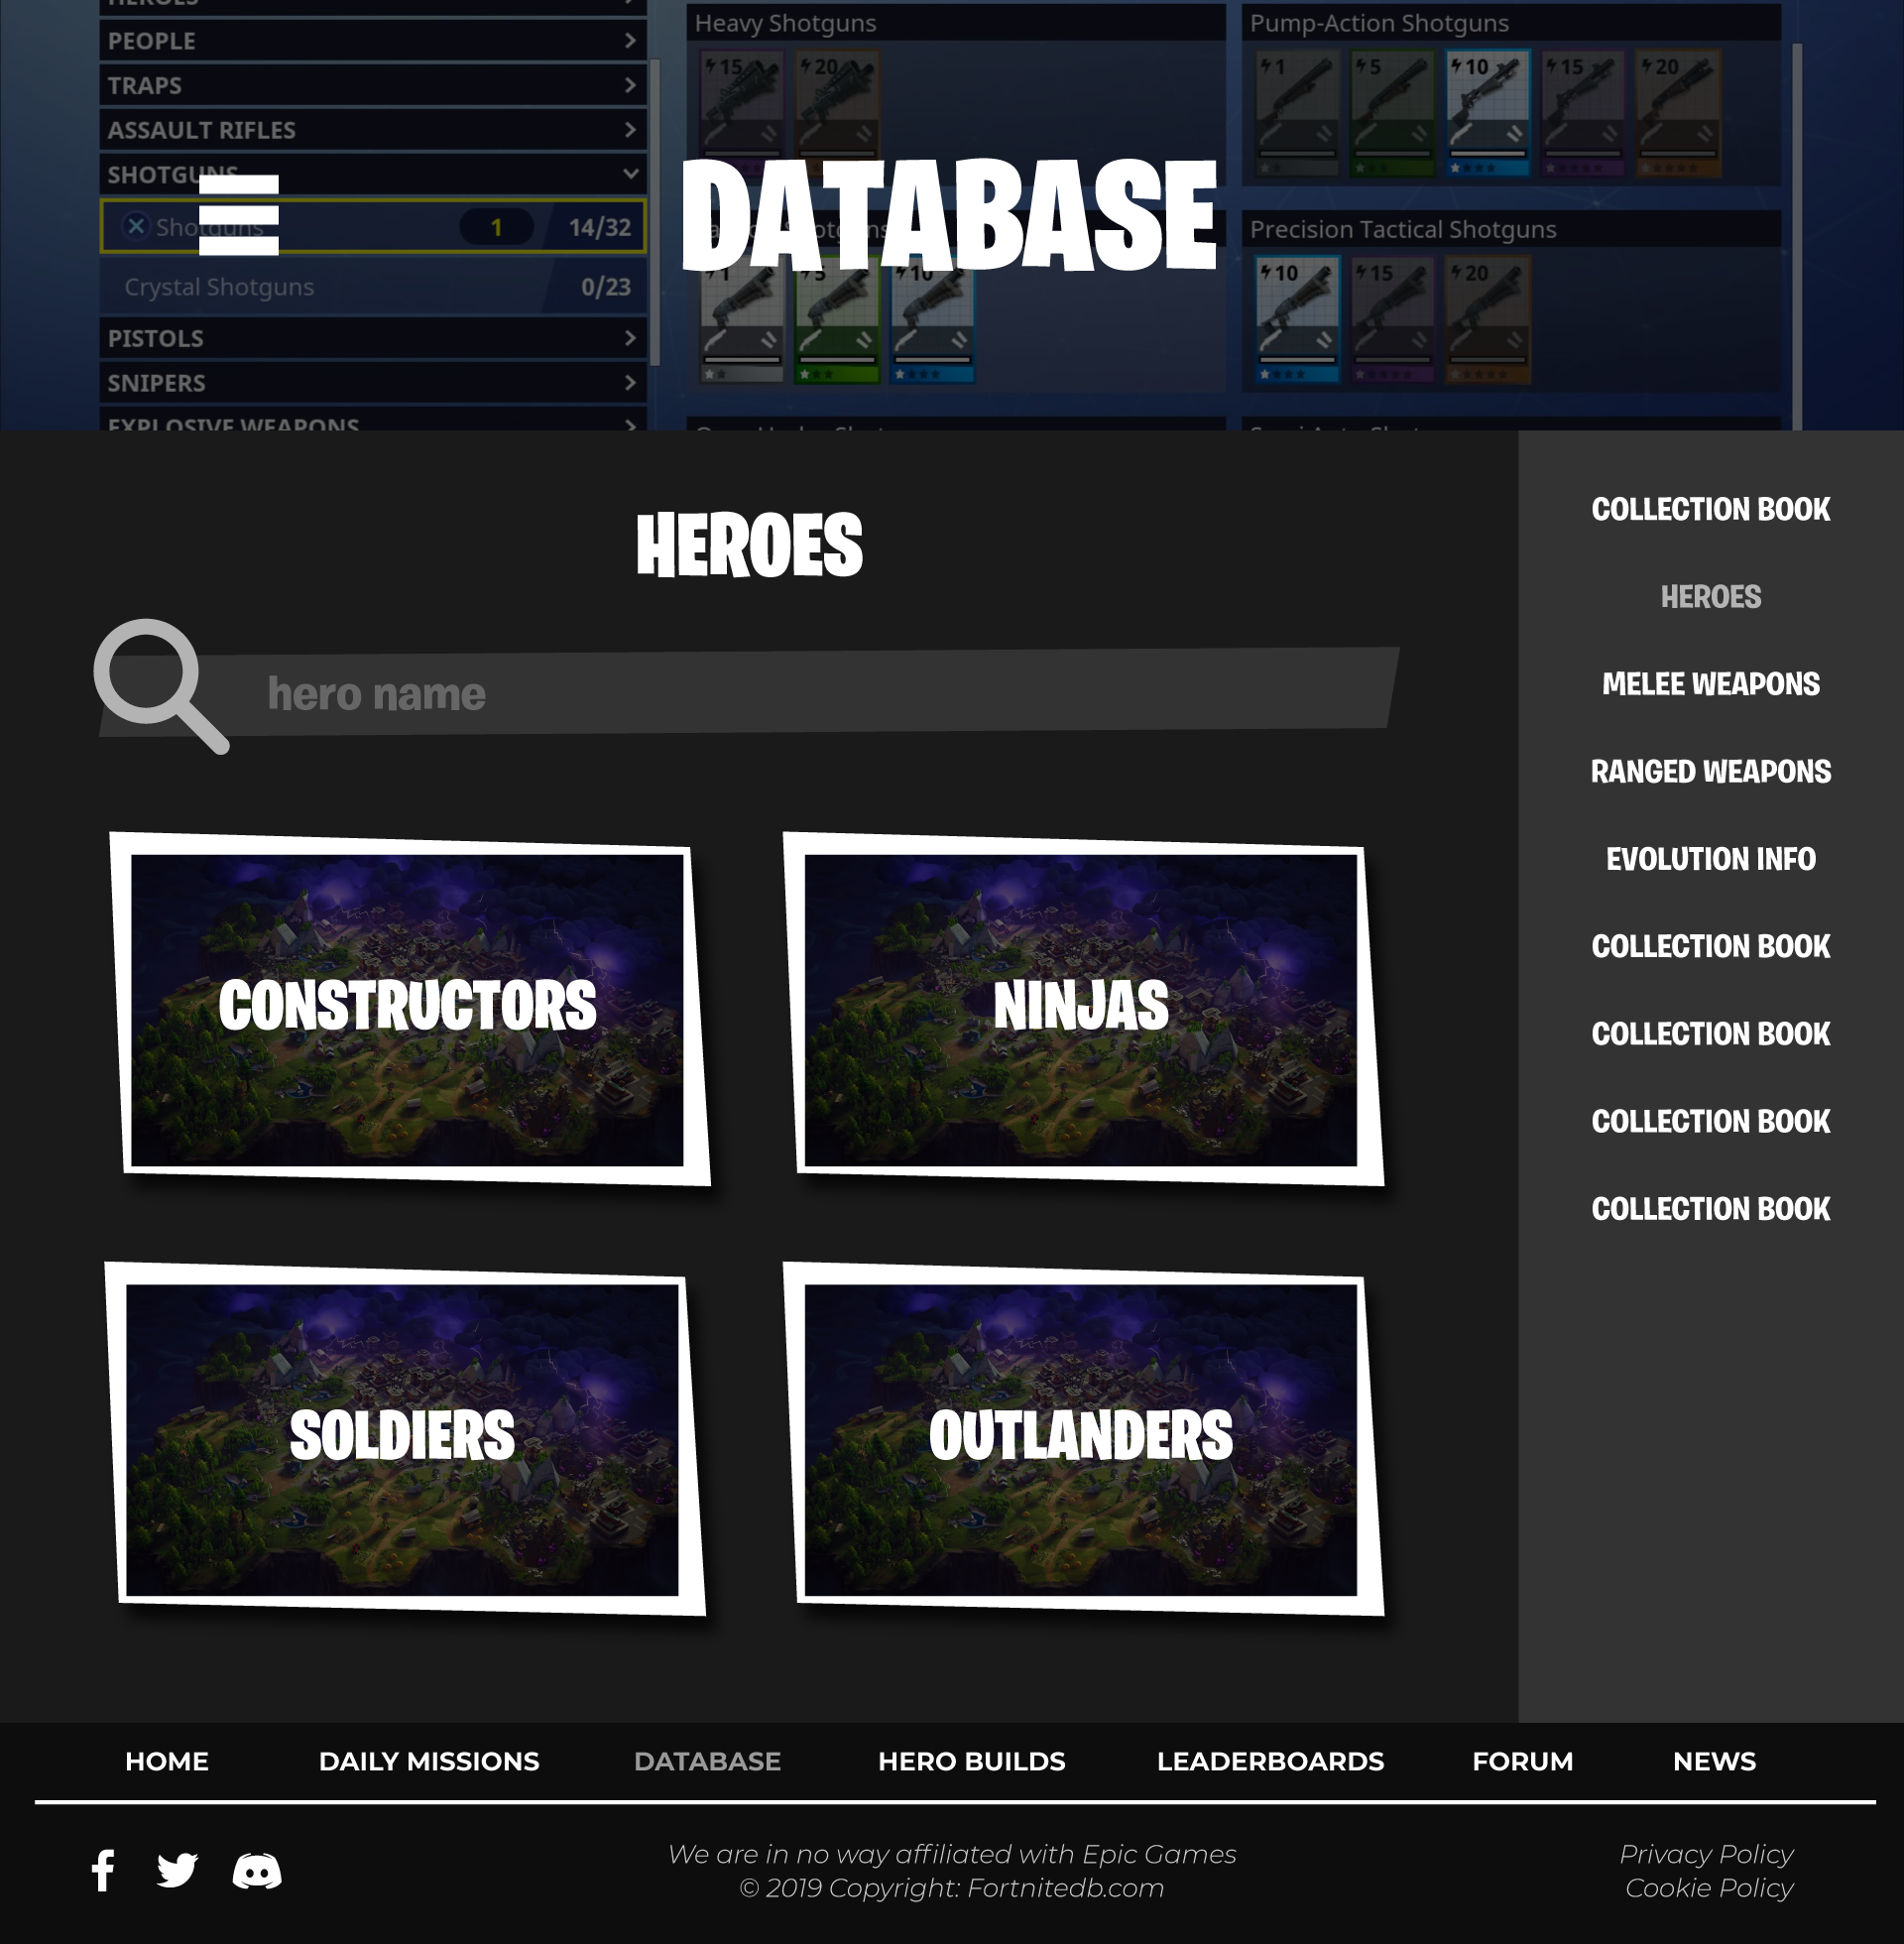 PEOPLE
TRAPS
ASSAULT RIFLES
SHOTGUNS
Shotguns 1 14/32
Crystal Shotguns 0/23
PISTOLS
SNIPERS
EXPLOSIVE WEAPONS
Heavy Shotguns
15 20
Pump-Action Shotguns
1 5 10 15 20
DATABASE
1 5 10
Precision Tactical Shotguns
10 15 20
HEROES
hero name
CONSTRUCTORS
NINJAS
SOLDIERS
OUTLANDERS
COLLECTION BOOK
HEROES
MELEE WEAPONS
RANGED WEAPONS
EVOLUTION INFO
COLLECTION BOOK
COLLECTION BOOK
COLLECTION BOOK
COLLECTION BOOK
HOME DAILY MISSIONS DATABASE HERO BUILDS LEADERBOARDS FORUM NEWS
We are in no way affiliated with Epic Games
© 2019 Copyright: Fortnitedb.com
Privacy Policy
Cookie Policy